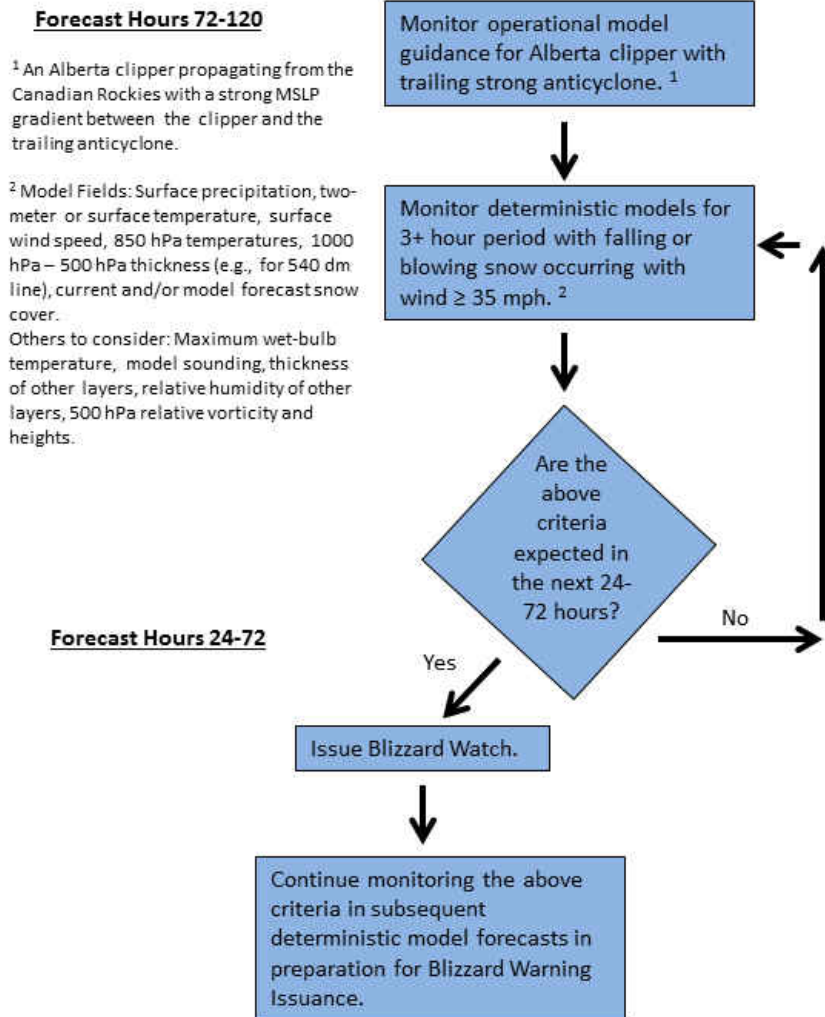 Forecast Hours 72-120
¹ An Alberta clipper propagating from the
Canadian Rockies with a strong MSLP
gradient between the clipper and the
trailing anticyclone.
² Model Fields: Surface precipitation, two-
meter or surface temperature, surface
wind speed, 850 hPa temperatures, 1000
hPa – 500 hPa thickness (e.g., for 540 dm
line), current and/or model forecast snow
cover.
Others to consider: Maximum wet-bulb
temperature, model sounding, thickness
of other layers, relative humidity of other
layers, 500 hPa relative vorticity and
heights.
Monitor operational model
guidance for Alberta clipper with
trailing strong anticyclone. ¹
Monitor deterministic models for
3+ hour period with falling or
blowing snow occurring with
wind ≥ 35 mph. ²
Are the
above
criteria
expected in
the next 24-
72 hours?
No
Forecast Hours 24-72
Yes
Issue Blizzard Watch.
Continue monitoring the above
criteria in subsequent
deterministic model forecasts in
preparation for Blizzard Warning
Issuance.